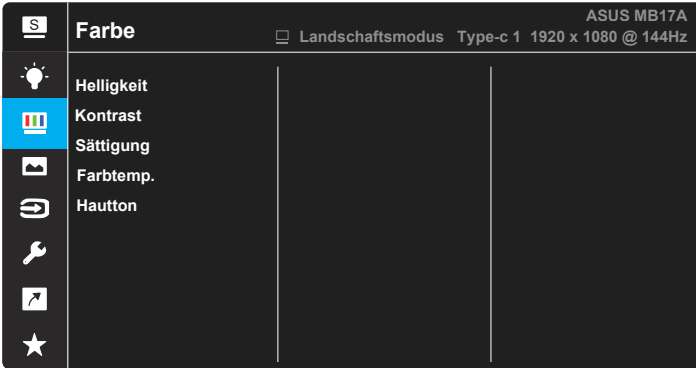 S
Farbe
ASUS MB17A
Landschaftsmodus Type-c 1 1920 x 1080 @ 144Hz
Helligkeit
Kontrast
Sättigung
Farbtemp.
Hautton